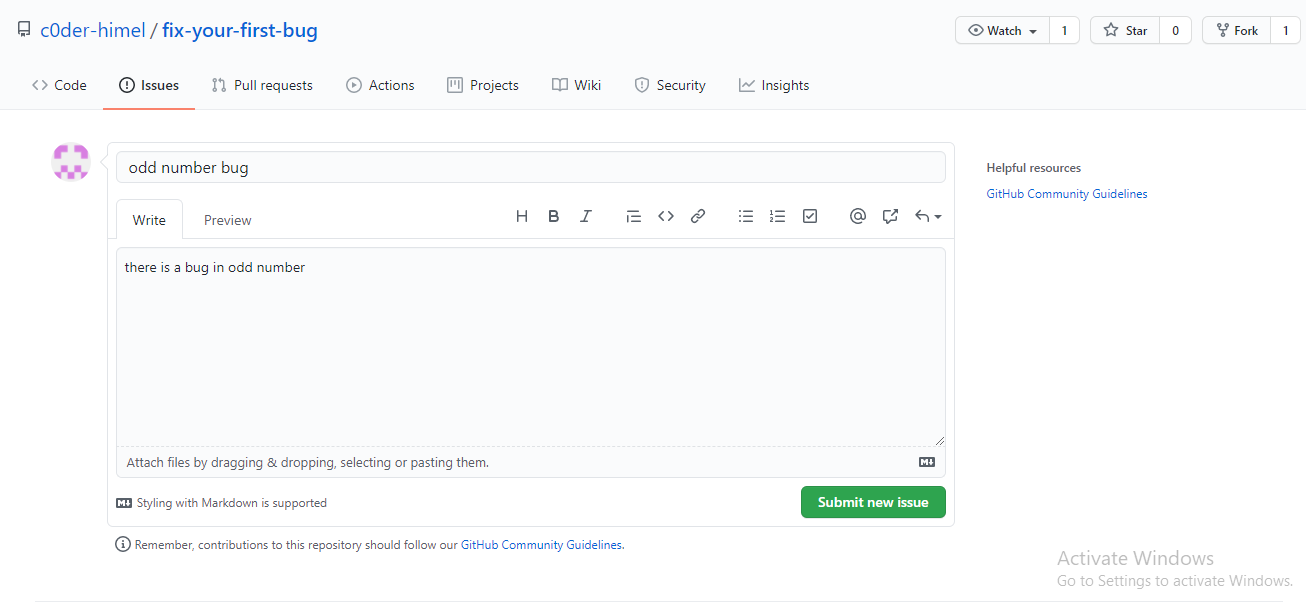 c0der-himel / fix-your-first-bug
Watch 1 Star 0 Fork 1
Code Issues Pull requests Actions Projects Wiki Security Insights
odd number bug
Helpful resources
GitHub Community Guidelines
Write Preview
there is a bug in odd number
Attach files by dragging & dropping, selecting or pasting them.
Styling with Markdown is supported
Submit new issue
Remember, contributions to this repository should follow our GitHub Community Guidelines.
Activate Windows
Go to Settings to activate Windows.